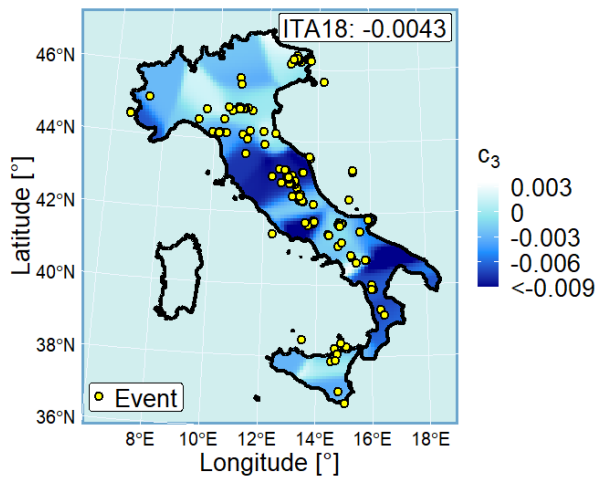 ITA18: -0.0043
46°N
44°N
42°N
40°N
38°N
36°N
Latitude [°]
Event
8°E 10°E 12°E 14°E 16°E 18°E
Longitude [°]
c3
0.003
0
-0.003
-0.006
<-0.009